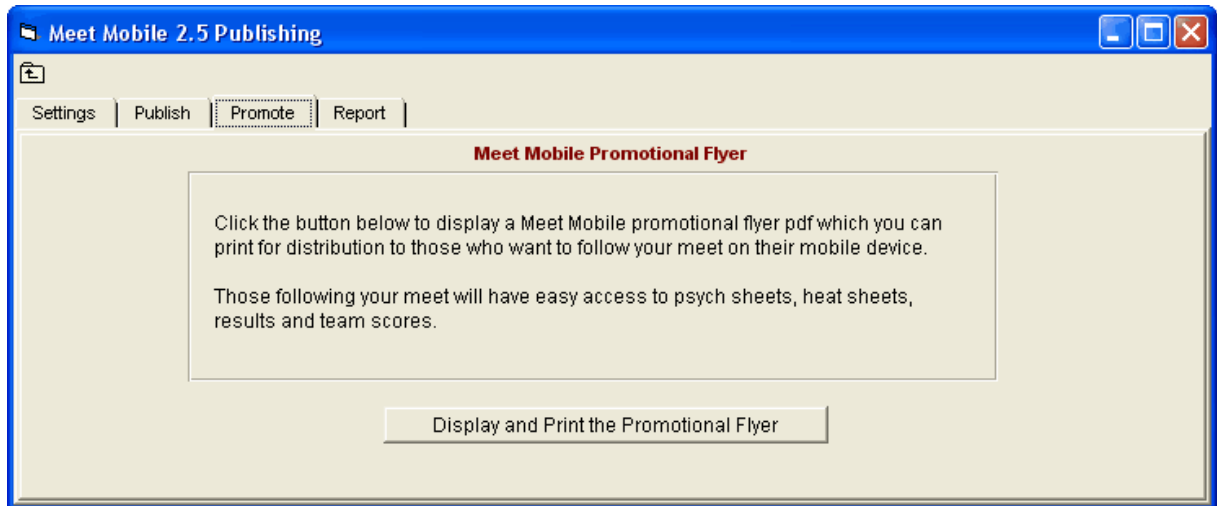 Meet Mobile 2.5 Publishing
Settings Publish Promote Report
Meet Mobile Promotional Flyer
Click the button below to display a Meet Mobile promotional flyer pdf which you can
print for distribution to those who want to follow your meet on their mobile device.
Those following your meet will have easy access to psych sheets, heat sheets,
results and team scores.
Display and Print the Promotional Flyer